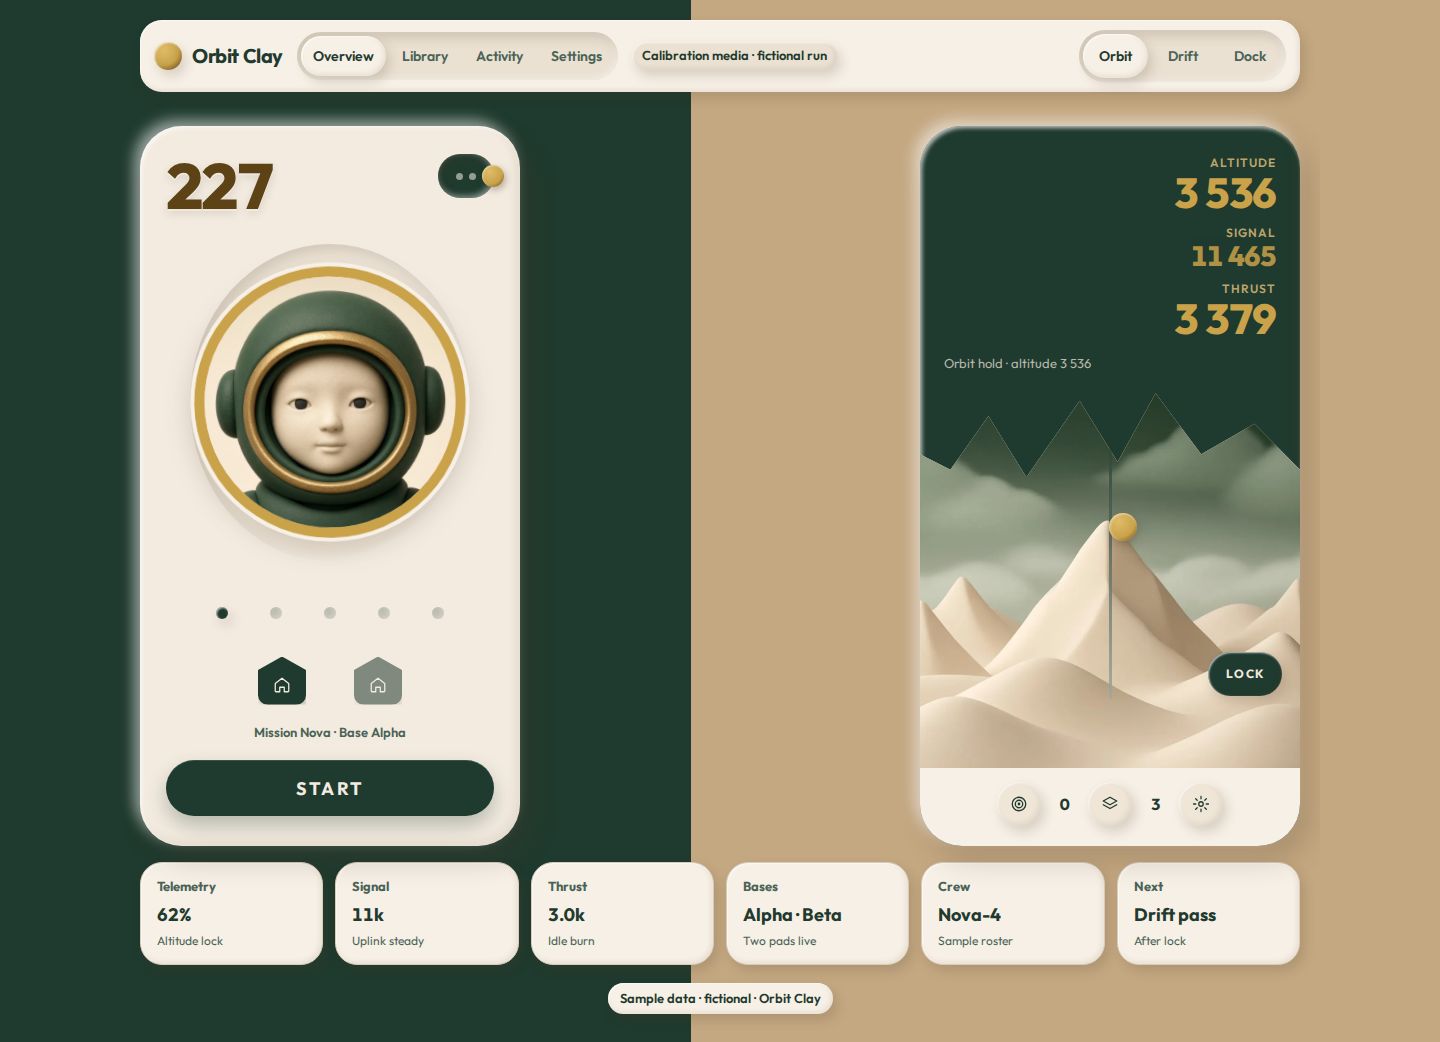 Orbit Clay
Overview
Library
Activity
Settings
Calibration media · fictional run
Orbit
Drift
Dock
227
ALTITUDE
3 536
SIGNAL
11 465
THRUST
3 379
Orbit hold · altitude 3 536
LOCK
0
3
Mission Nova · Base Alpha
START
Telemetry
62%
Altitude lock
Signal
11k
Uplink steady
Thrust
3.0k
Idle burn
Bases
Alpha · Beta
Two pads live
Crew
Nova-4
Sample roster
Next
Drift pass
After lock
Sample data · fictional · Orbit Clay